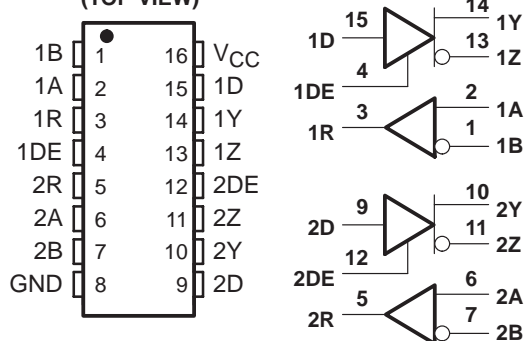 (TOP VIEW)
1B 1 16 VCC
1A 2 15 1D
1R 3 14 1Y
1DE 4 13 1Z
2R 5 12 2DE
2A 6 11 2Z
2B 7 10 2Y
GND 8 9 2D
14
15 1Y
1D 13
4 1Z
1DE
3 2 1A
1R 1
1B
10
9 2Y
2D 11
12 2Z
2DE
5 6 2A
2R 7
2B